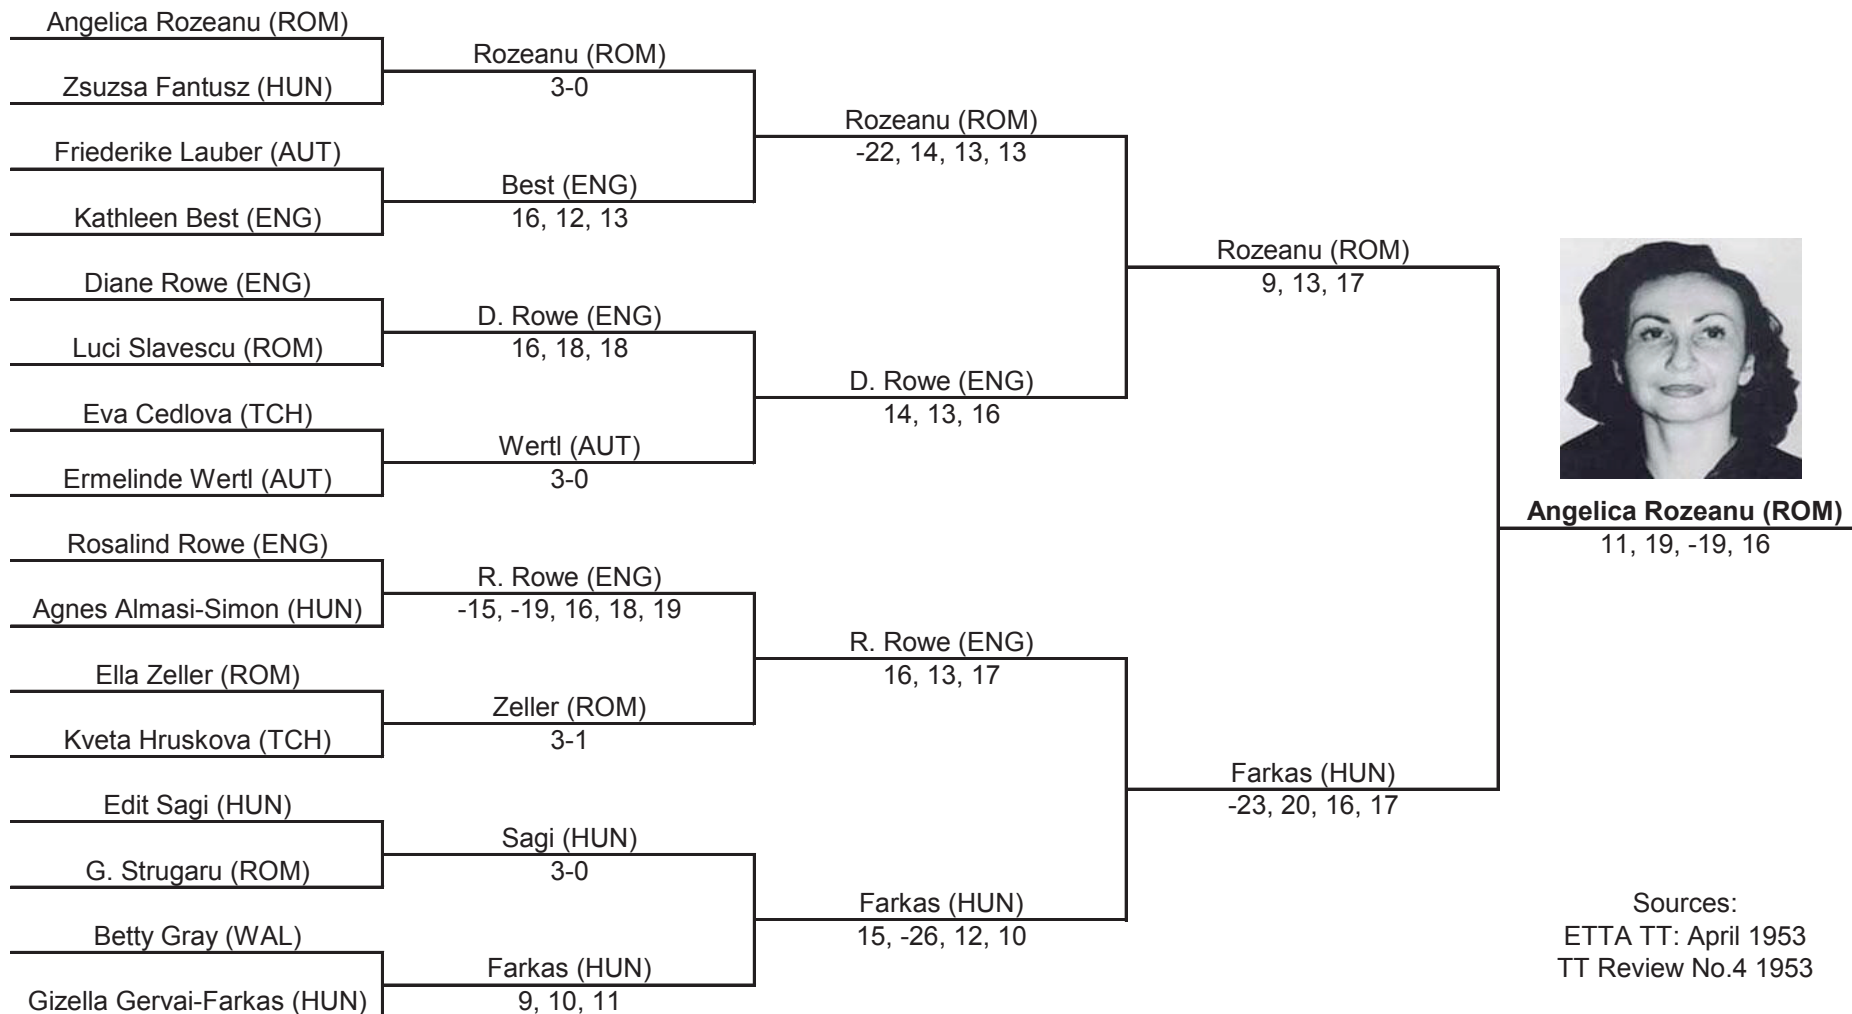 Angelica Rozeanu (ROM)
Zsuzsa Fantusz (HUN)
Friederike Lauber (AUT)
Kathleen Best (ENG)
Diane Rowe (ENG)
Luci Slavescu (ROM)
Eva Cedlova (TCH)
Ermelinde Wertl (AUT)
Rosalind Rowe (ENG)
Agnes Almasi-Simon (HUN)
Ella Zeller (ROM)
Kveta Hruskova (TCH)
Edit Sagi (HUN)
G. Strugaru (ROM)
Betty Gray (WAL)
Gizella Gervai-Farkas (HUN)
Rozeanu (ROM)
3-0
Best (ENG)
16, 12, 13
D. Rowe (ENG)
16, 18, 18
Wertl (AUT)
3-0
R. Rowe (ENG)
-15, -19, 16, 18, 19
Zeller (ROM)
3-1
Sagi (HUN)
3-0
Farkas (HUN)
9, 10, 11
Rozeanu (ROM)
-22, 14, 13, 13
D. Rowe (ENG)
14, 13, 16
R. Rowe (ENG)
16, 13, 17
Farkas (HUN)
15, -26, 12, 10
Rozeanu (ROM)
9, 13, 17
Farkas (HUN)
-23, 20, 16, 17
Angelica Rozeanu (ROM)
11, 19, -19, 16
Sources:
ETTA TT: April 1953
TT Review No.4 1953